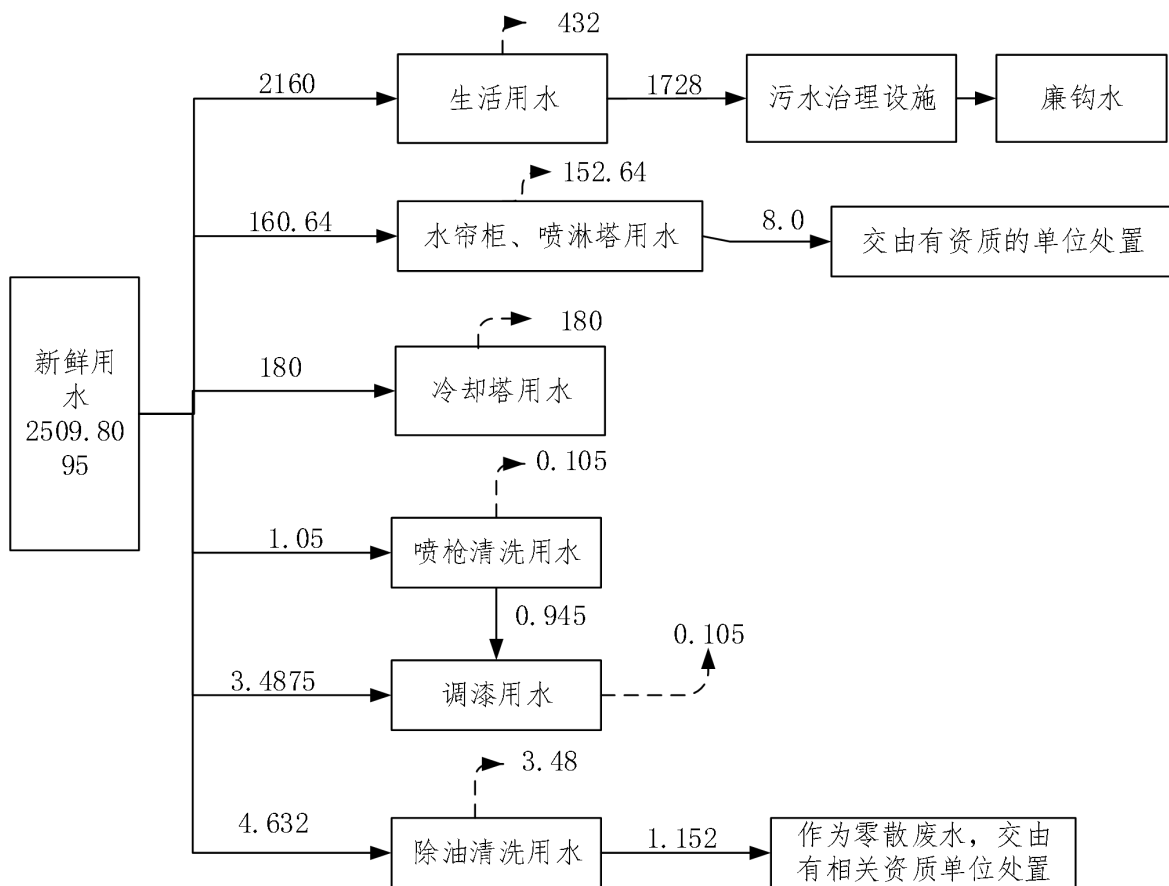 432
2160
生活用水
1728
污水治理设施
廉钩水
152.64
160.64
水帘柜、喷淋塔用水
8.0
交由有资质的单位处置
新鲜用
水
2509.80
95
180
180
冷却塔用水
0.105
1.05
喷枪清洗用水
0.945
0.105
3.4875
调漆用水
3.48
4.632
除油清洗用水
1.152
作为零散废水，交由
有相关资质单位处置